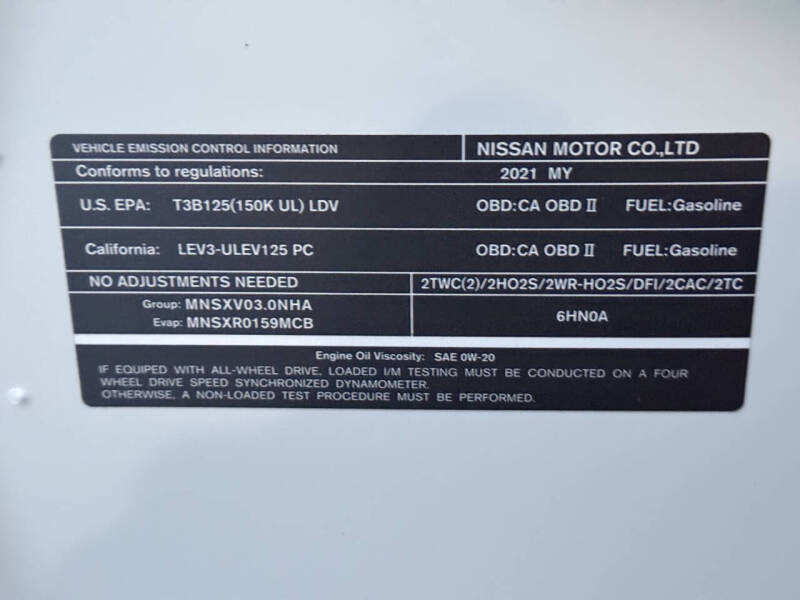 VEHICLE EMISSION CONTROL INFORMATION NISSAN MOTOR CO.,LTD
Conforms to regulations: 2021 MY
U.S. EPA: T3B125(150K UL) LDV OBD:CA OBD II FUEL:Gasoline
California: LEV3-ULEV125 PC OBD:CA OBD II FUEL:Gasoline
NO ADJUSTMENTS NEEDED 2TWC(2)/2HO2S/2WR-HO2S/DFI/2CAC/2TC
Group: MNSXV03.0NHA
Evap: MNSXR0159MCB
6HN0A
Engine Oil Viscosity: SAE 0W-20
IF EQUIPED WITH ALL-WHEEL DRIVE, LOADED I/M TESTING MUST BE CONDUCTED ON A FOUR
WHEEL DRIVE SPEED SYNCHRONIZED DYNAMOMETER.
OTHERWISE, A NON-LOADED TEST PROCEDURE MUST BE PERFORMED.